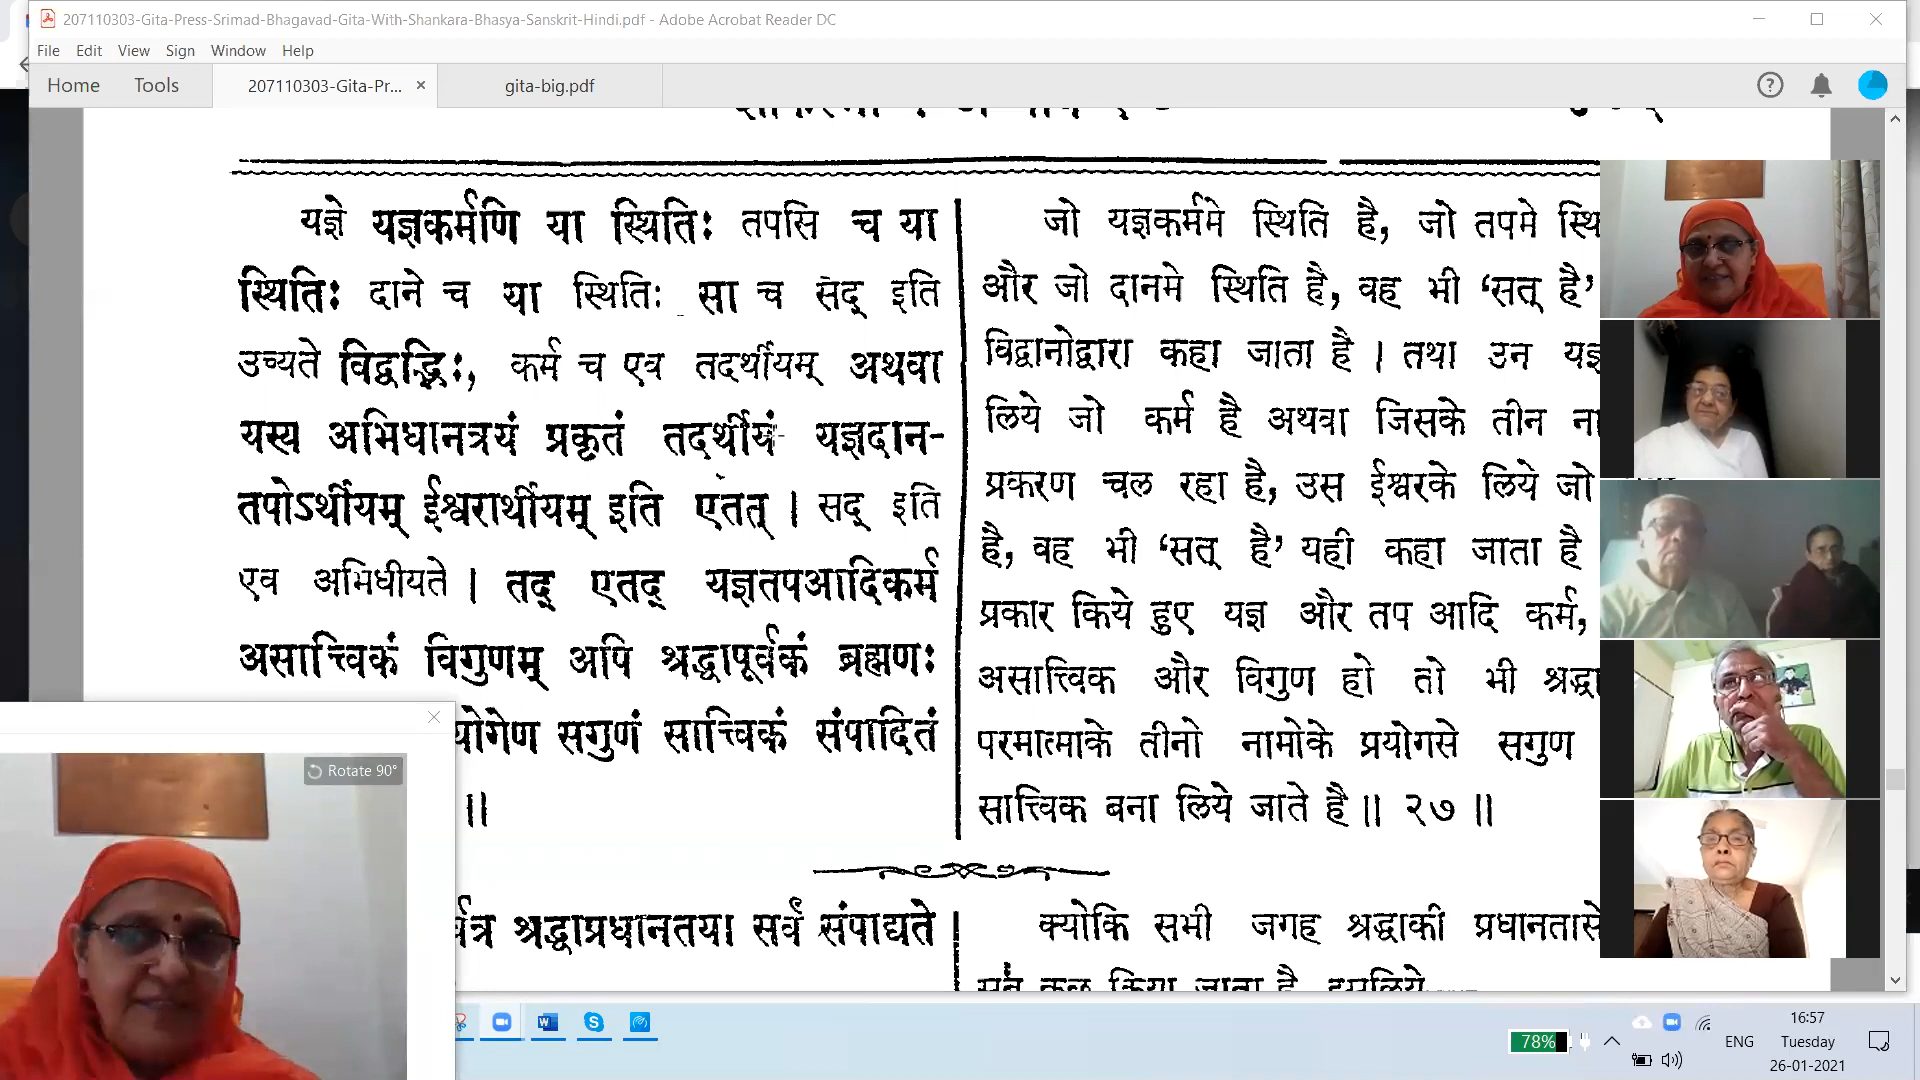 207110303-Gita-Press-Srimad-Bhagavad-Gita-With-Shankara-Bhasya-Sanskrit-Hindi.pdf - Adobe Acrobat Reader DC
File Edit View Sign Window Help
Home Tools 207110303-Gita-Pr... × gita-big.pdf
यज्ञे यज्ञकर्मणि या स्थितिः तपसि च या
स्थितिः दाने च या स्थितिः सा च सद् इति
उच्यते विद्वद्भिः, कर्म च एव तदर्थीयम् अथवा
यस्य अभिधानत्रयं प्रकृतं तदर्थीयं यज्ञदान-
तपोऽर्थीयम् ईश्वरार्थीयम् इति एतत् । सद् इति
एव अभिधीयते । तद् एतद् यज्ञतपआदिकर्म
असात्त्विकं विगुणम् अपि श्रद्धापूर्वकं ब्रह्मणः
योगेण सगुणं सात्त्विकं संपादितं
॥
जो यज्ञकर्ममे स्थिति है, जो तपमे स्थि
और जो दानमे स्थिति है, वह भी ‘सत् है’
विद्वानोद्वारा कहा जाता है । तथा उन यज्ञ
लिये जो कर्म है अथवा जिसके तीन ना
प्रकरण चल रहा है, उस ईश्वरके लिये जो
है, वह भी ‘सत् है’ यही कहा जाता है
प्रकार किये हुए यज्ञ और तप आदि कर्म,
असात्त्विक और विगुण हो तो भी श्रद्धा
परमात्माके तीनो नामोके प्रयोगसे सगुण
सात्त्विक बना लिये जाते है ॥ २७ ॥
र्वत्र श्रद्धाप्रधानतया सर्वं संपाद्यते
क्योकि सभी जगह श्रद्धाकी प्रधानतासे
Rotate 90°
78%
ENG
16:57
Tuesday
26-01-2021